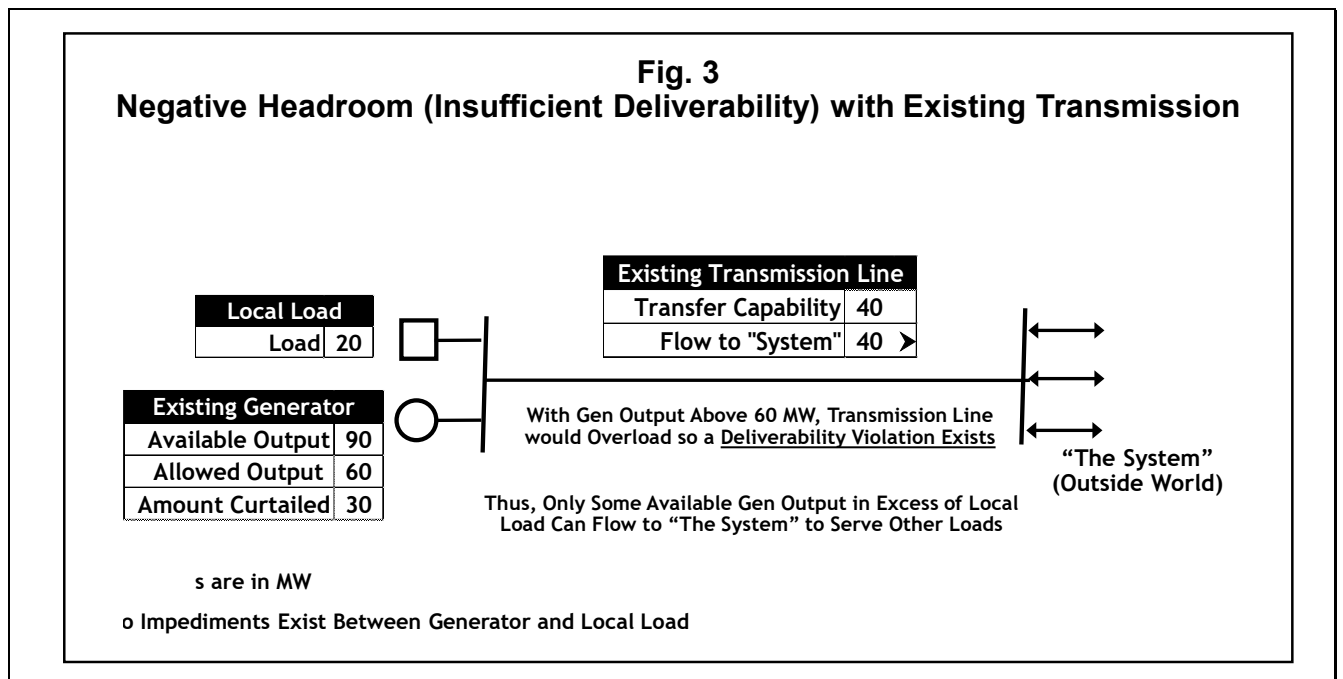 Fig. 3
Negative Headroom (Insufficient Deliverability) with Existing Transmission
Existing Transmission Line
Transfer Capability 40
Flow to "System" 40
Local Load
Load 20
Existing Generator
Available Output 90
Allowed Output 60
Amount Curtailed 30
With Gen Output Above 60 MW, Transmission Line
would Overload so a Deliverability Violation Exists
Thus, Only Some Available Gen Output in Excess of Local
Load Can Flow to “The System” to Serve Other Loads
“The System”
(Outside World)
s are in MW
o Impediments Exist Between Generator and Local Load